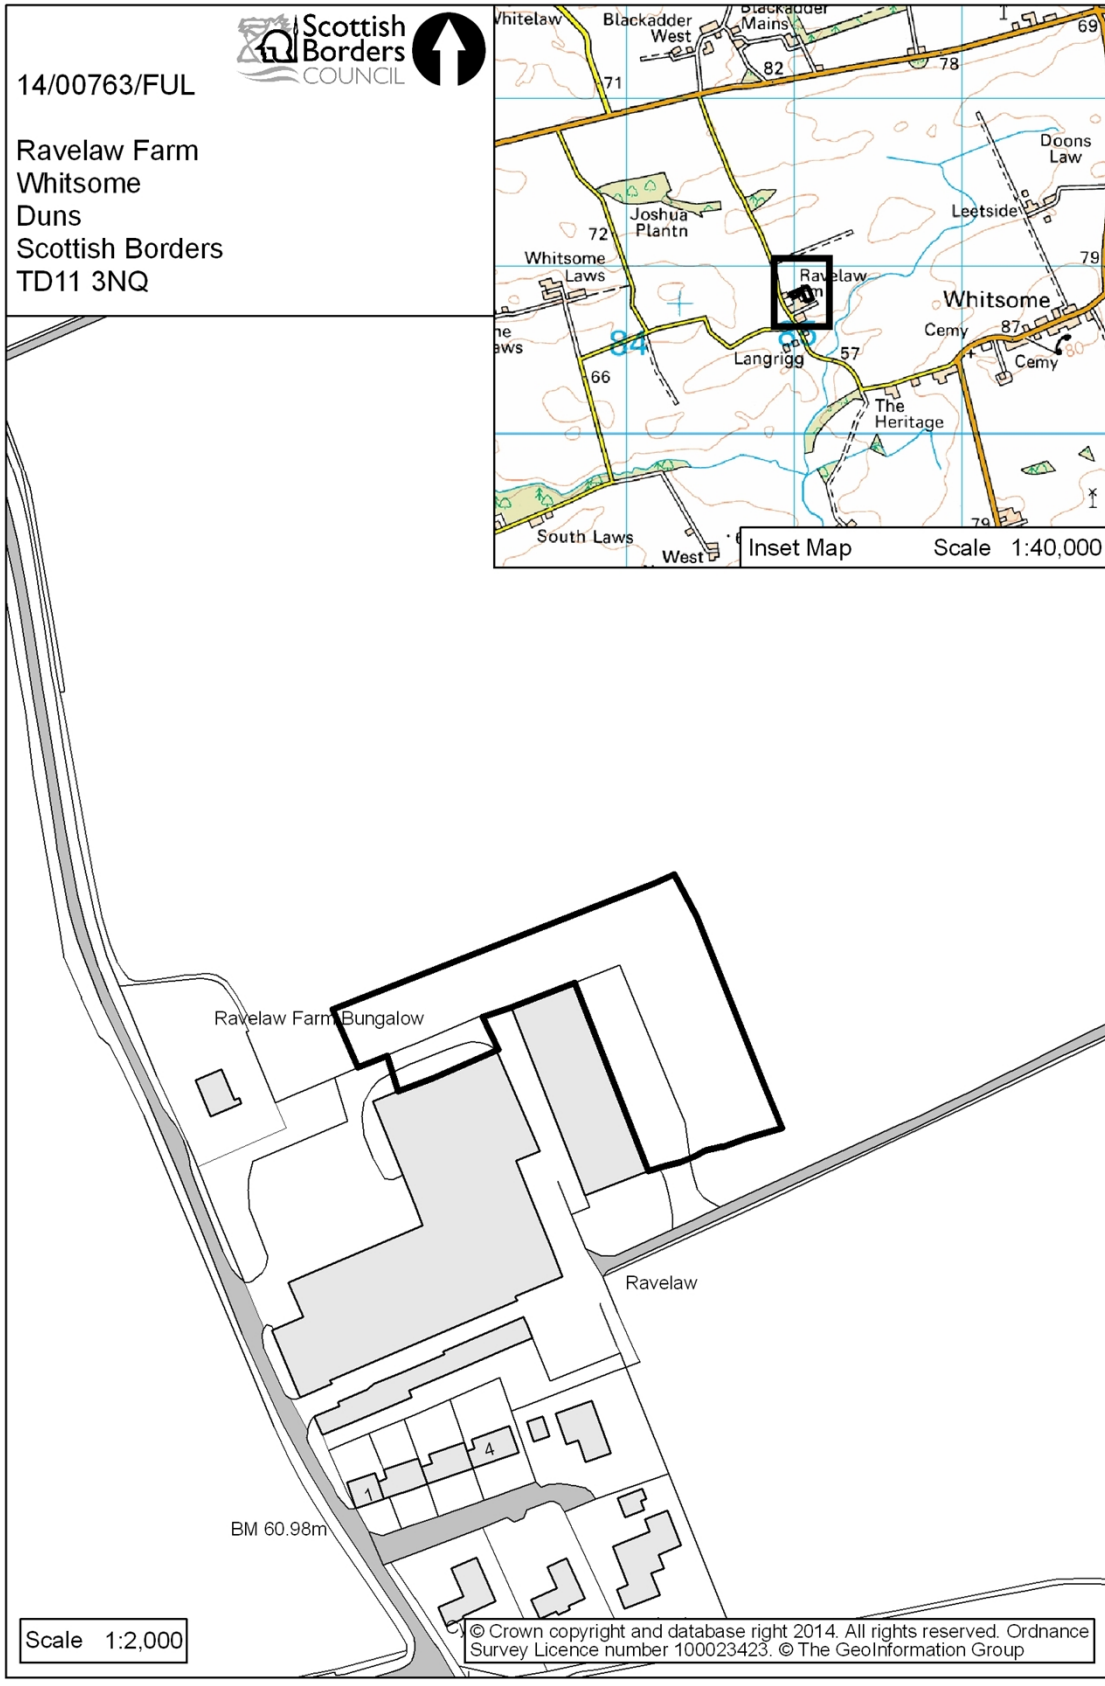 14/00763/FUL
Scottish
Borders
COUNCIL
Ravelaw Farm
Whitsome
Duns
Scottish Borders
TD11 3NQ
Whitelaw
Blackadder
West
Blackadder
Mains
69
71
82
78
Doons
Law
Joshua
Plantn
Leetside
72
Whitsome
Laws
79
Ravelaw
Whitsome
84
Cemy
87
Langrigg
57
Cemy
80
66
The
Heritage
South Laws
79
West
Inset Map Scale 1:40,000
Ravelaw Farm Bungalow
Ravelaw
4
1
BM 60.98m
Scale 1:2,000
© Crown copyright and database right 2014. All rights reserved. Ordnance
Survey Licence number 100023423. © The GeoInformation Group